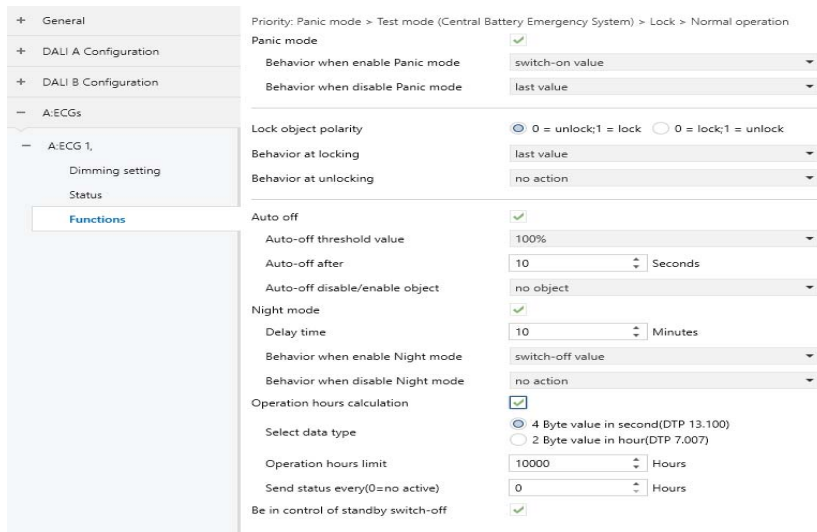 + General
+ DALI A Configuration
+ DALI B Configuration
− A:ECGs
− A:ECG 1,
Dimming setting
Status
Functions
Priority: Panic mode > Test mode (Central Battery Emergency System) > Lock > Normal operation
Panic mode
Behavior when enable Panic mode switch-on value
Behavior when disable Panic mode last value
Lock object polarity 0 = unlock;1 = lock 0 = lock;1 = unlock
Behavior at locking last value
Behavior at unlocking no action
Auto off
Auto-off threshold value 100%
Auto-off after 10 Seconds
Auto-off disable/enable object no object
Night mode
Delay time 10 Minutes
Behavior when enable Night mode switch-off value
Behavior when disable Night mode no action
Operation hours calculation
Select data type 4 Byte value in second(DTP 13.100)
2 Byte value in hour(DTP 7.007)
Operation hours limit 10000 Hours
Send status every(0=no active) 0 Hours
Be in control of standby switch-off